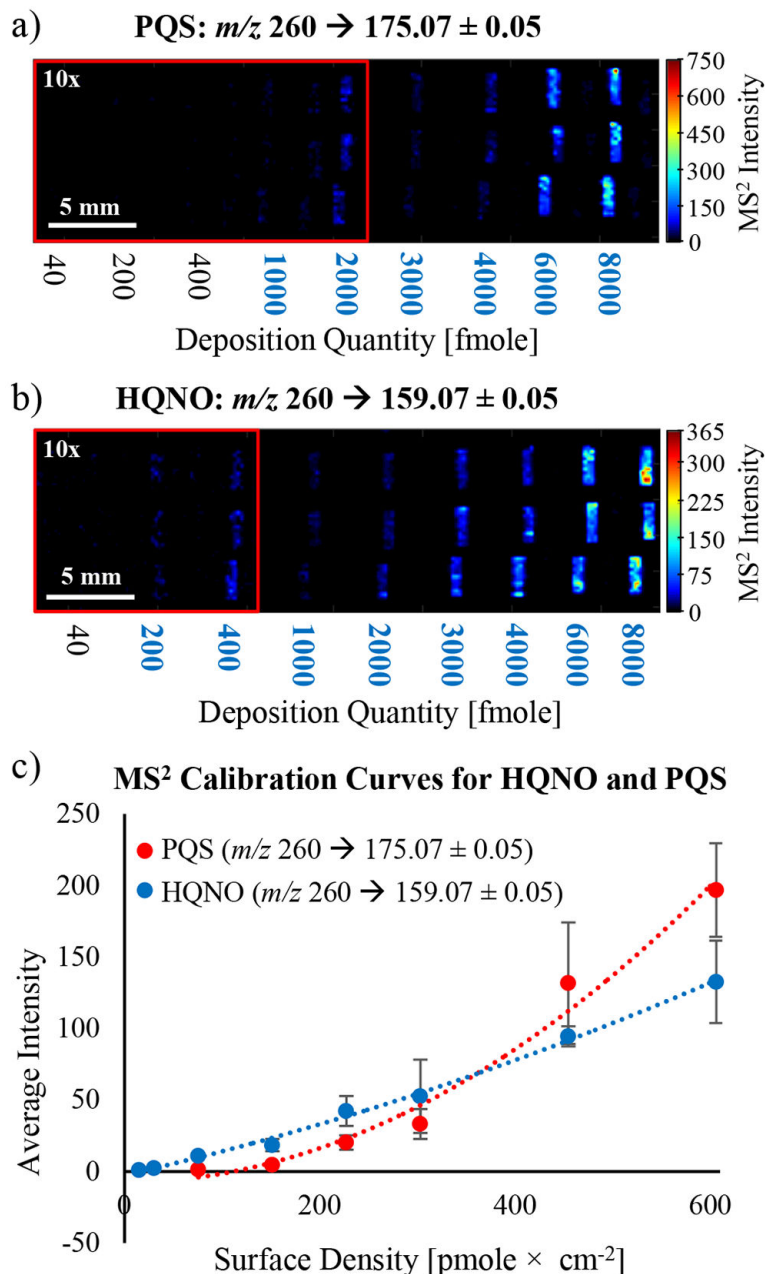 a) PQS: m/z 260 → 175.07 ± 0.05
10x
5 mm
750
600
450
300
150
0
MS² Intensity
40 200 400 1000 2000 3000 4000 6000 8000
Deposition Quantity [fmole]
b) HQNO: m/z 260 → 159.07 ± 0.05
10x
5 mm
365
300
225
150
75
0
MS² Intensity
40 200 400 1000 2000 3000 4000 6000 8000
Deposition Quantity [fmole]
c) MS² Calibration Curves for HQNO and PQS
250
200
150
100
50
0
-50
Average Intensity
PQS (m/z 260 → 175.07 ± 0.05)
HQNO (m/z 260 → 159.07 ± 0.05)
0 200 400 600
Surface Density [pmole × cm⁻²]